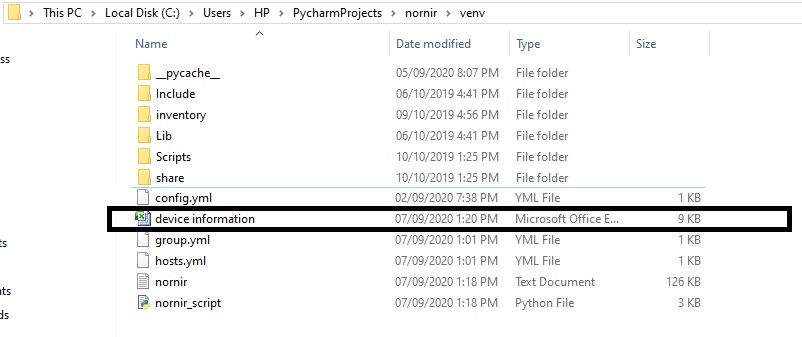 This PC > Local Disk (C:) > Users > HP > PycharmProjects > nornir > venv
Name Date modified Type Size
ss
__pycache__ 05/09/2020 8:07 PM File folder
Include 06/10/2019 4:41 PM File folder
inventory 09/10/2019 4:56 PM File folder
Lib 06/10/2019 4:41 PM File folder
Scripts 10/10/2019 1:25 PM File folder
share 10/10/2019 1:25 PM File folder
config.yml 02/09/2020 7:38 PM YML File 1 KB
device information 07/09/2020 1:20 PM Microsoft Office E... 9 KB
ts group.yml 07/09/2020 1:01 PM YML File 1 KB
hosts.yml 07/09/2020 1:01 PM YML File 1 KB
nts nornir 07/09/2020 1:18 PM Text Document 126 KB
ds nornir_script 07/09/2020 1:18 PM Python File 3 KB